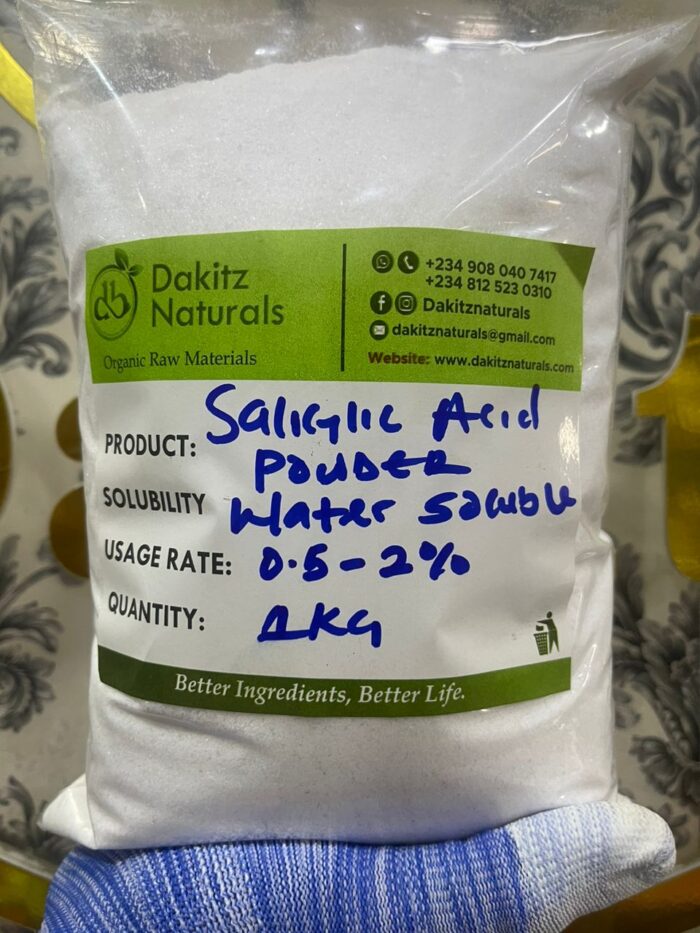 Dakitz
Naturals
Organic Raw Materials
+234 908 040 7417
+234 812 523 0310
Dakitznaturals
dakitznaturals@gmail.com
Website: www.dakitznaturals.com
PRODUCT: Salicylic Acid
Powder
SOLUBILITY Water soluble
USAGE RATE: 0.5-2%
QUANTITY: 1KG
Better Ingredients, Better Life.